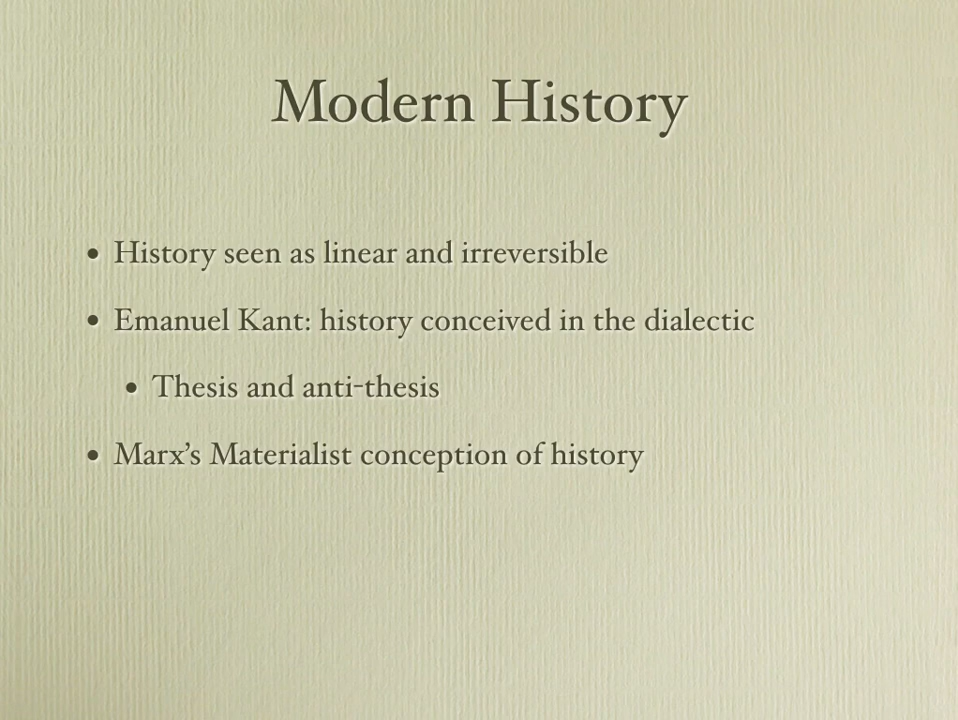 Modern History
• History seen as linear and irreversible
• Emanuel Kant: history conceived in the dialectic
• Thesis and anti-thesis
• Marx’s Materialist conception of history